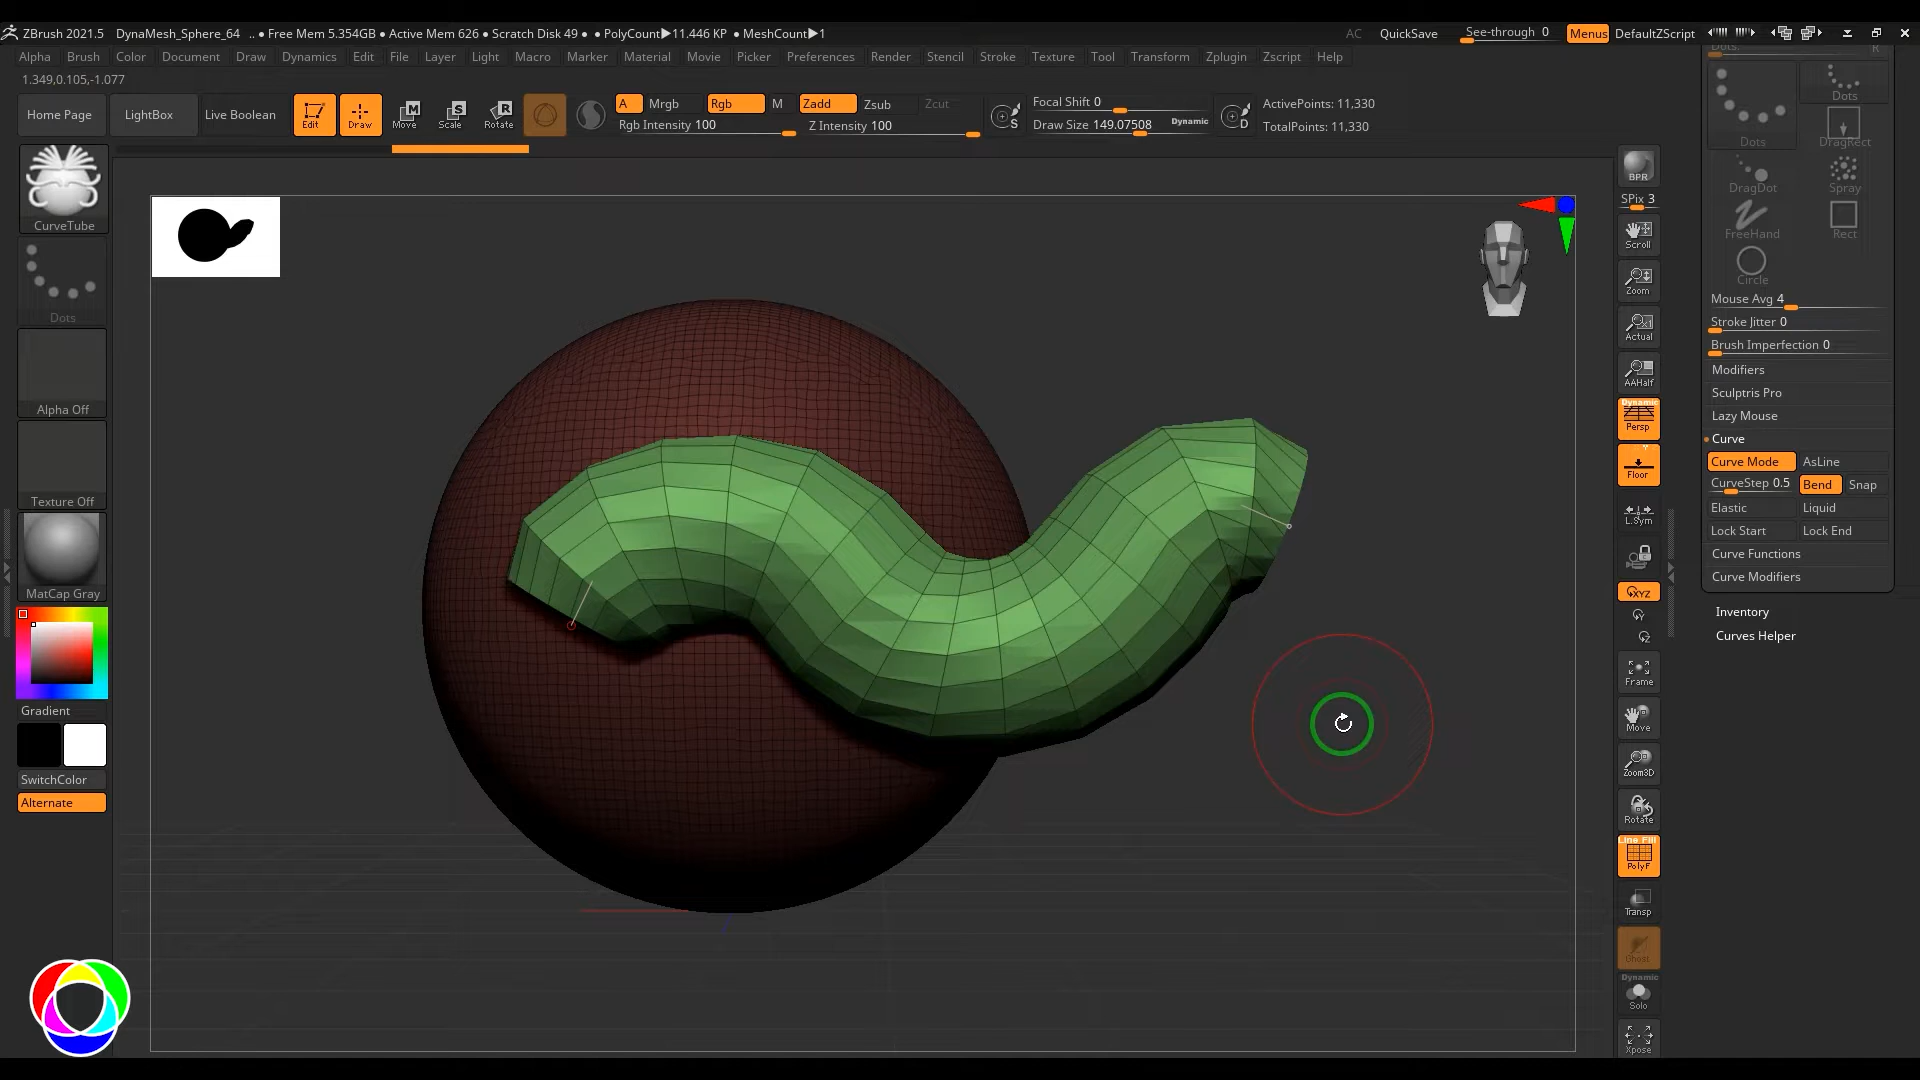 ZBrush 2021.5 DynaMesh_Sphere_64 .. ● Free Mem 5.354GB ● Active Mem 626 ● Scratch Disk 49 ● ● PolyCount▶11.446 KP ● MeshCount▶1 AC QuickSave See-through 0 Menus DefaultZScript
Alpha Brush Color Document Draw Dynamics Edit File Layer Light Macro Marker Material Movie Picker Preferences Render Stencil Stroke Texture Tool Transform Zplugin Zscript Help
1.349,0.105,-1.077
Home Page LightBox Live Boolean Edit Draw Move Scale Rotate
A Mrgb Rgb M Zadd Zsub Zcut
Rgb Intensity 100 Z Intensity 100
S Focal Shift 0
Draw Size 149.07508 Dynamic D
ActivePoints: 11,330
TotalPoints: 11,330
CurveTube
Dots
Alpha Off
Texture Off
MatCap Gray
Gradient
SwitchColor
Alternate
BPR
SPix 3
Scroll
Zoom
Actual
AAHalf
Dynamic
Persp
Floor
L.Sym
XYZ
Y
Z
Frame
Move
Zoom3D
Rotate
Line Fill
PolyF
Transp
Ghost
Dynamic
Solo
Xpose
Dots. R
Dots
Dots DragRect
DragDot Spray
FreeHand Rect
Circle
Mouse Avg 4
Stroke Jitter 0
Brush Imperfection 0
Modifiers
Sculptris Pro
Lazy Mouse
Curve
Curve Mode AsLine
CurveStep 0.5 Bend Snap
Elastic Liquid
Lock Start Lock End
Curve Functions
Curve Modifiers
Inventory
Curves Helper